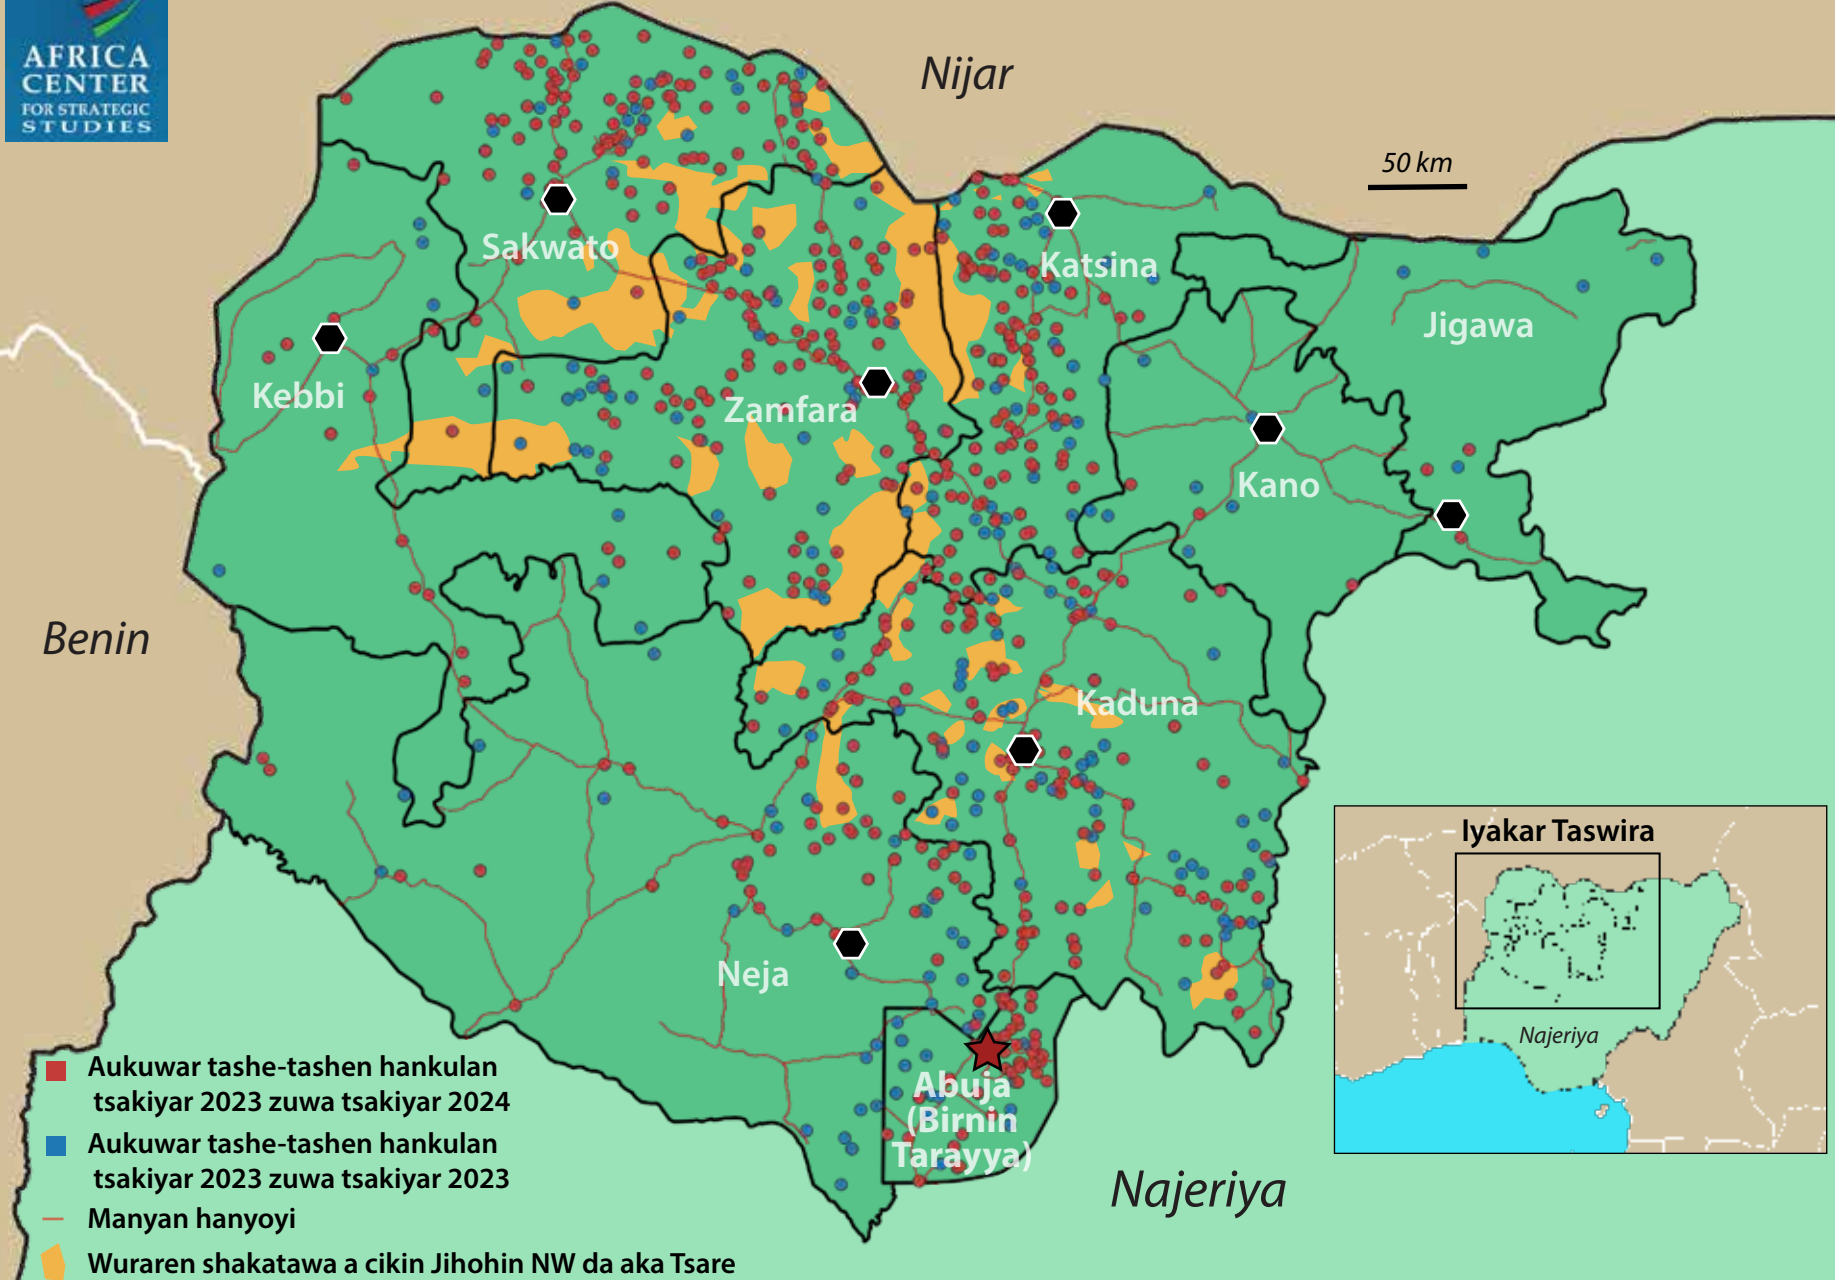 AFRICA
CENTER
FOR STRATEGIC
STUDIES
Nijar
50 km
Sakwato
Katsina
Jigawa
Kebbi
Zamfara
Kano
Benin
Kaduna
Iyakar Taswira
Najeriya
Neja
Abuja
(Birnin
Tarayya)
Najeriya
Aukuwar tashe-tashen hankulan
tsakiyar 2023 zuwa tsakiyar 2024
Aukuwar tashe-tashen hankulan
tsakiyar 2023 zuwa tsakiyar 2023
Manyan hanyoyi
Wuraren shakatawa a cikin Jihohin NW da aka Tsare